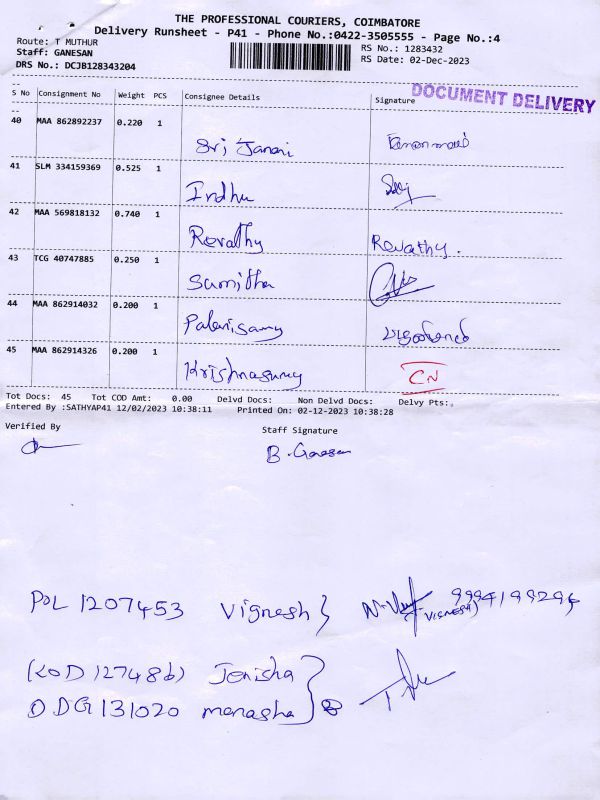 THE PROFESSIONAL COURIERS, COIMBATORE
Delivery Runsheet - P41 - Phone No.:0422-3505555 - Page No.:4
Route: T MUTHUR
Staff: GANESAN
DRS No.: DCJB128343204
RS No.: 1283432
RS Date: 02-Dec-2023
DOCUMENT DELIVERY
S No Consignment No Weight PCS Consignee Details Signature
40 MAA 862892237 0.220 1
Sri Janani
41 SLM 334159369 0.525 1
Indhu
42 MAA 569818132 0.740 1
Revathy Revathy.
43 TCG 40747885 0.250 1
Sumitha
44 MAA 862914032 0.200 1
Palanisamy பழனிச்சாமி
45 MAA 862914326 0.200 1
Krishnasamy CN
Tot Docs: 45 Tot COD Amt: 0.00 Delvd Docs: Non Delvd Docs: Delvy Pts:
Entered By :SATHYAP41 12/02/2023 10:38:11 Printed On: 02-12-2023 10:38:28
Verified By Staff Signature
B. Ganesan
POL 1207453 Vignesh 9994199294
VIGNESH
(KOD 127486) Jenisha
ODG 131020 manasha